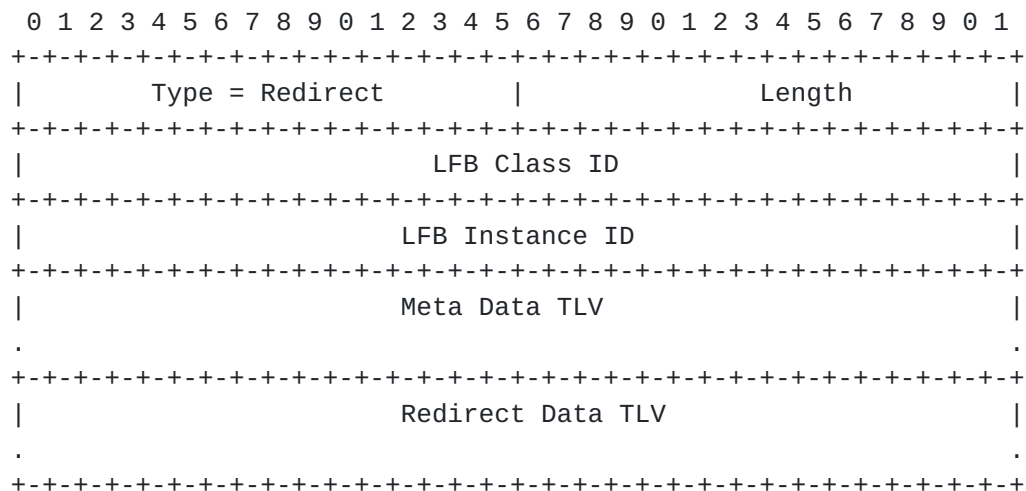 0 1 2 3 4 5 6 7 8 9 0 1 2 3 4 5 6 7 8 9 0 1 2 3 4 5 6 7 8 9 0 1
+-+-+-+-+-+-+-+-+-+-+-+-+-+-+-+-+-+-+-+-+-+-+-+-+-+-+-+-+-+-+-+-+
|        Type = Redirect        |               Length          |
+-+-+-+-+-+-+-+-+-+-+-+-+-+-+-+-+-+-+-+-+-+-+-+-+-+-+-+-+-+-+-+-+
|                          LFB Class ID                         |
+-+-+-+-+-+-+-+-+-+-+-+-+-+-+-+-+-+-+-+-+-+-+-+-+-+-+-+-+-+-+-+-+
|                        LFB Instance ID                        |
+-+-+-+-+-+-+-+-+-+-+-+-+-+-+-+-+-+-+-+-+-+-+-+-+-+-+-+-+-+-+-+-+
|                        Meta Data TLV                          |
.                                                               .
+-+-+-+-+-+-+-+-+-+-+-+-+-+-+-+-+-+-+-+-+-+-+-+-+-+-+-+-+-+-+-+-+
|                        Redirect Data TLV                      |
.                                                               .
+-+-+-+-+-+-+-+-+-+-+-+-+-+-+-+-+-+-+-+-+-+-+-+-+-+-+-+-+-+-+-+-+